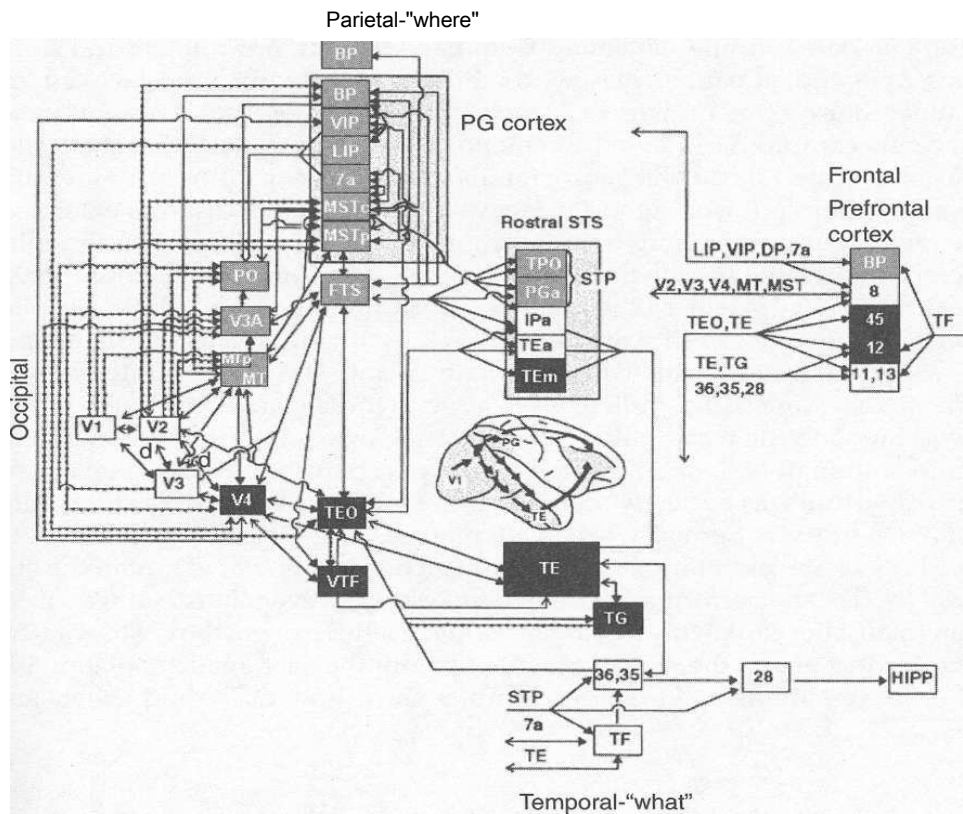 Parietal-"where"
BP
BP
VIP
LIP
7a
MSTd
MSTp
PG cortex
Rostral STS
TPO
PGa
STP
IPa
TEa
TEm
Frontal
Prefrontal
cortex
LIP,VIP,DP,7a
BP
V2,V3,V4, MT, MST
8
TEO,TE
45
12
TF
TE,TG
11,13
36,35,28
PO
FTS
V3A
MTp
MT
Occipital
V1
V2
d
d
V3
V4
PG
V1
TE
TEO
VTF
TE
TG
36,35
28
HIPP
STP
7a
TF
TE
Temporal-“what”